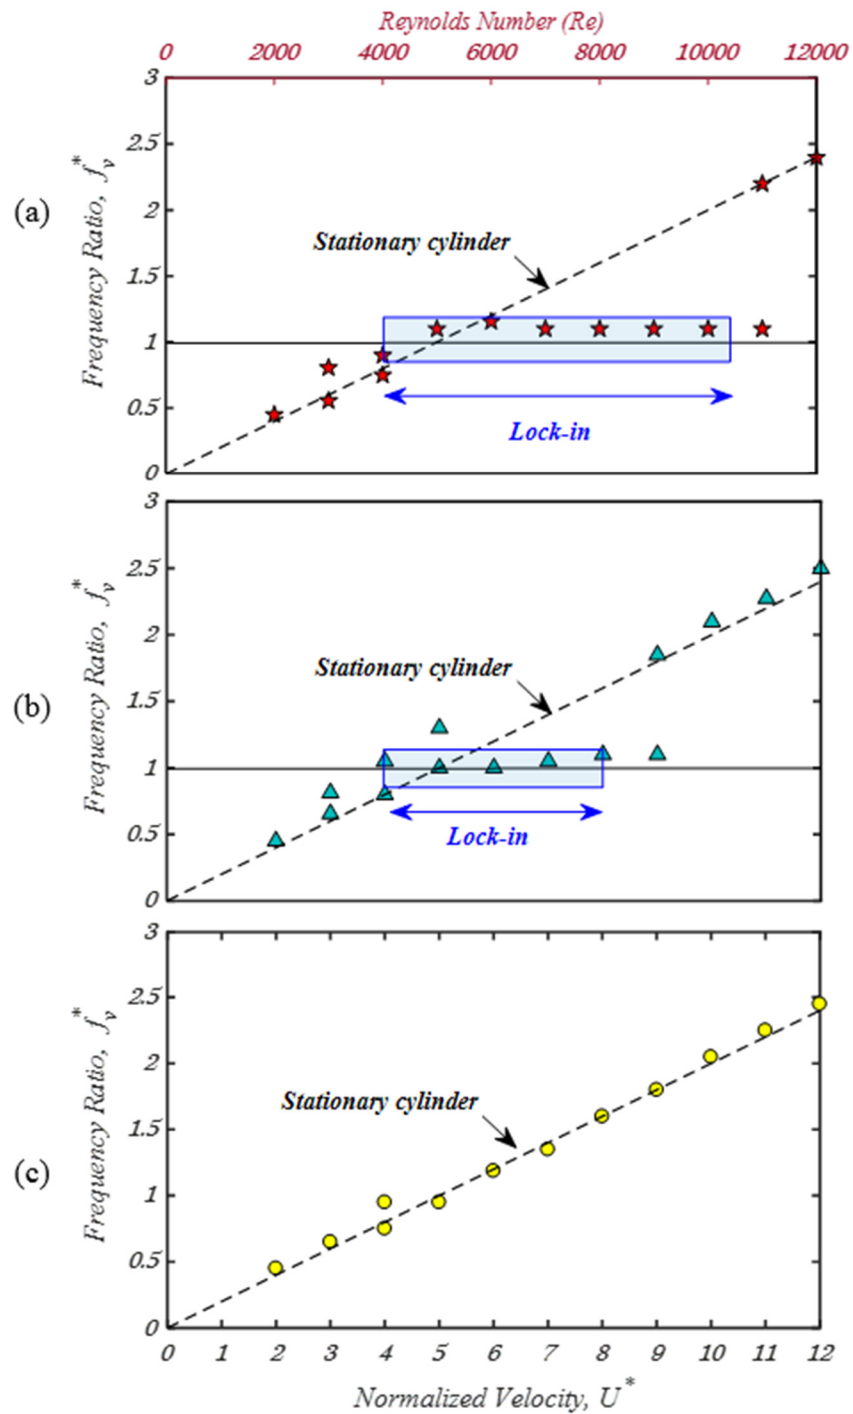 Reynolds Number (Re)
0 2000 4000 6000 8000 10000 12000
(a)
Frequency Ratio, f_v^*
3
2.5
2
1.5
1
0.5
0
Stationary cylinder
Lock-in
(b)
Frequency Ratio, f_v^*
3
2.5
2
1.5
1
0.5
0
Stationary cylinder
Lock-in
(c)
Frequency Ratio, f_v^*
3
2.5
2
1.5
1
0.5
0
Stationary cylinder
0 1 2 3 4 5 6 7 8 9 10 11 12
Normalized Velocity, U*